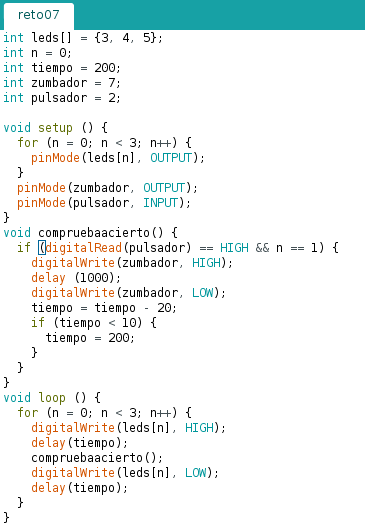 reto07
int leds[] = {3, 4, 5};
int n = 0;
int tiempo = 200;
int zumbador = 7;
int pulsador = 2;
void setup () {
for (n = 0; n < 3; n++) {
pinMode(leds[n], OUTPUT);
}
pinMode(zumbador, OUTPUT);
pinMode(pulsador, INPUT);
}
void compruebaacierto() {
if (digitalRead(pulsador) == HIGH && n == 1) {
digitalWrite(zumbador, HIGH);
delay (1000);
digitalWrite(zumbador, LOW);
tiempo = tiempo - 20;
if (tiempo < 10) {
tiempo = 200;
}
}
}
void loop () {
for (n = 0; n < 3; n++) {
digitalWrite(leds[n], HIGH);
delay(tiempo);
compruebaacierto();
digitalWrite(leds[n], LOW);
delay(tiempo);
}
}